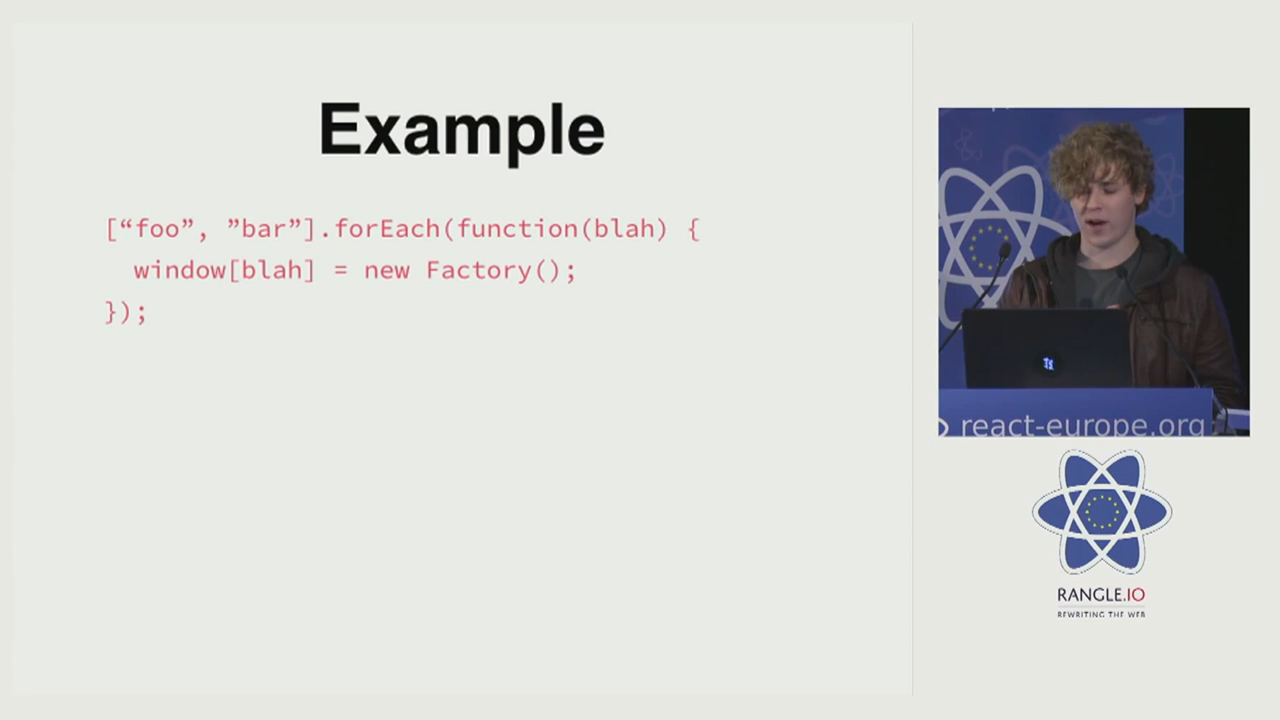 Example
[“foo”, ”bar”].forEach(function(blah) {
window[blah] = new Factory();
});
react-europe.org
RANGLE.IO
REWRITING THE WEB